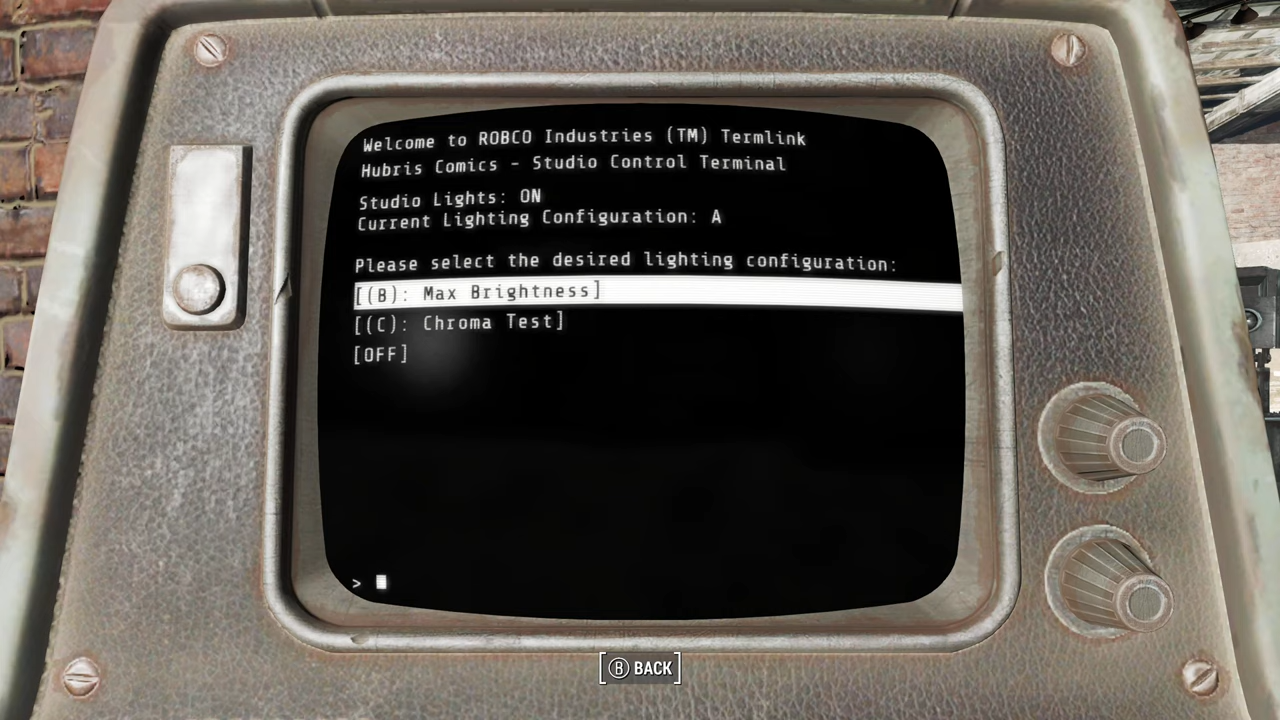 Welcome to ROBCO Industries (TM) Termlink
Hubris Comics - Studio Control Terminal
Studio Lights: ON
Current Lighting Configuration: A
Please select the desired lighting configuration:
[(B): Max Brightness]
[(C): Chroma Test]
[OFF]
>
[Ⓑ BACK]